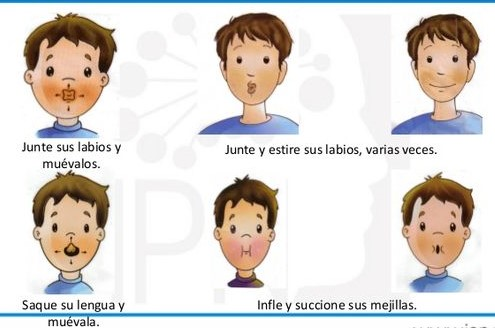 Junte sus labios y
muévalos.
Junte y estire sus labios, varias veces.
Saque su lengua y
muévala.
Infle y succione sus mejillas.